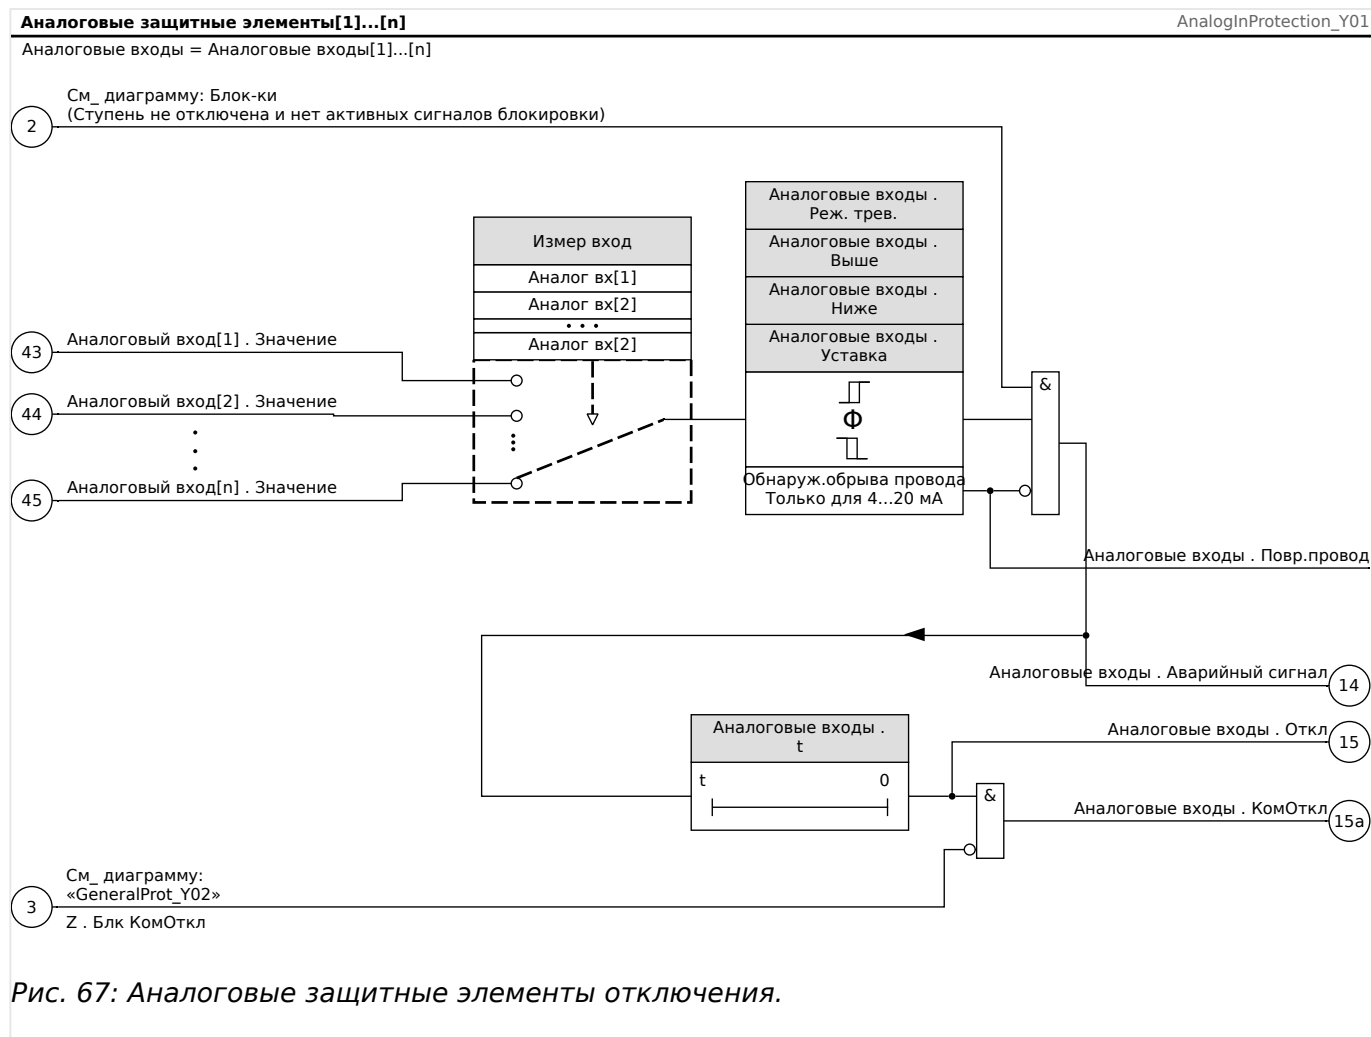 Аналоговые защитные элементы[1]...[n]
AnalogInProtection_Y01
Аналоговые входы = Аналоговые входы[1]...[n]
См_ диаграмму: Блок-ки
(Ступень не отключена и нет активных сигналов блокировки)
2
Аналоговые входы .
Реж. трев.
Измер вход
Аналоговые входы .
Выше
Аналог вх[1]
Аналоговые входы .
Ниже
Аналог вх[2]
• • •
Аналог вх[2]
Аналоговые входы .
Уставка
43
Аналоговый вход[1] . Значение
44
Аналоговый вход[2] . Значение
45
Аналоговый вход[n] . Значение
&
Φ
Обнаруж.обрыва провода
Только для 4...20 мА
Аналоговые входы . Повр.провод
Аналоговые входы . Аварийный сигнал
14
Аналоговые входы .
t
Аналоговые входы . Откл
15
t
0
&
Аналоговые входы . КомОткл
15a
См_ диаграмму:
«GeneralProt_Y02»
3
Z . Блк КомОткл
Рис. 67: Аналоговые защитные элементы отключения.